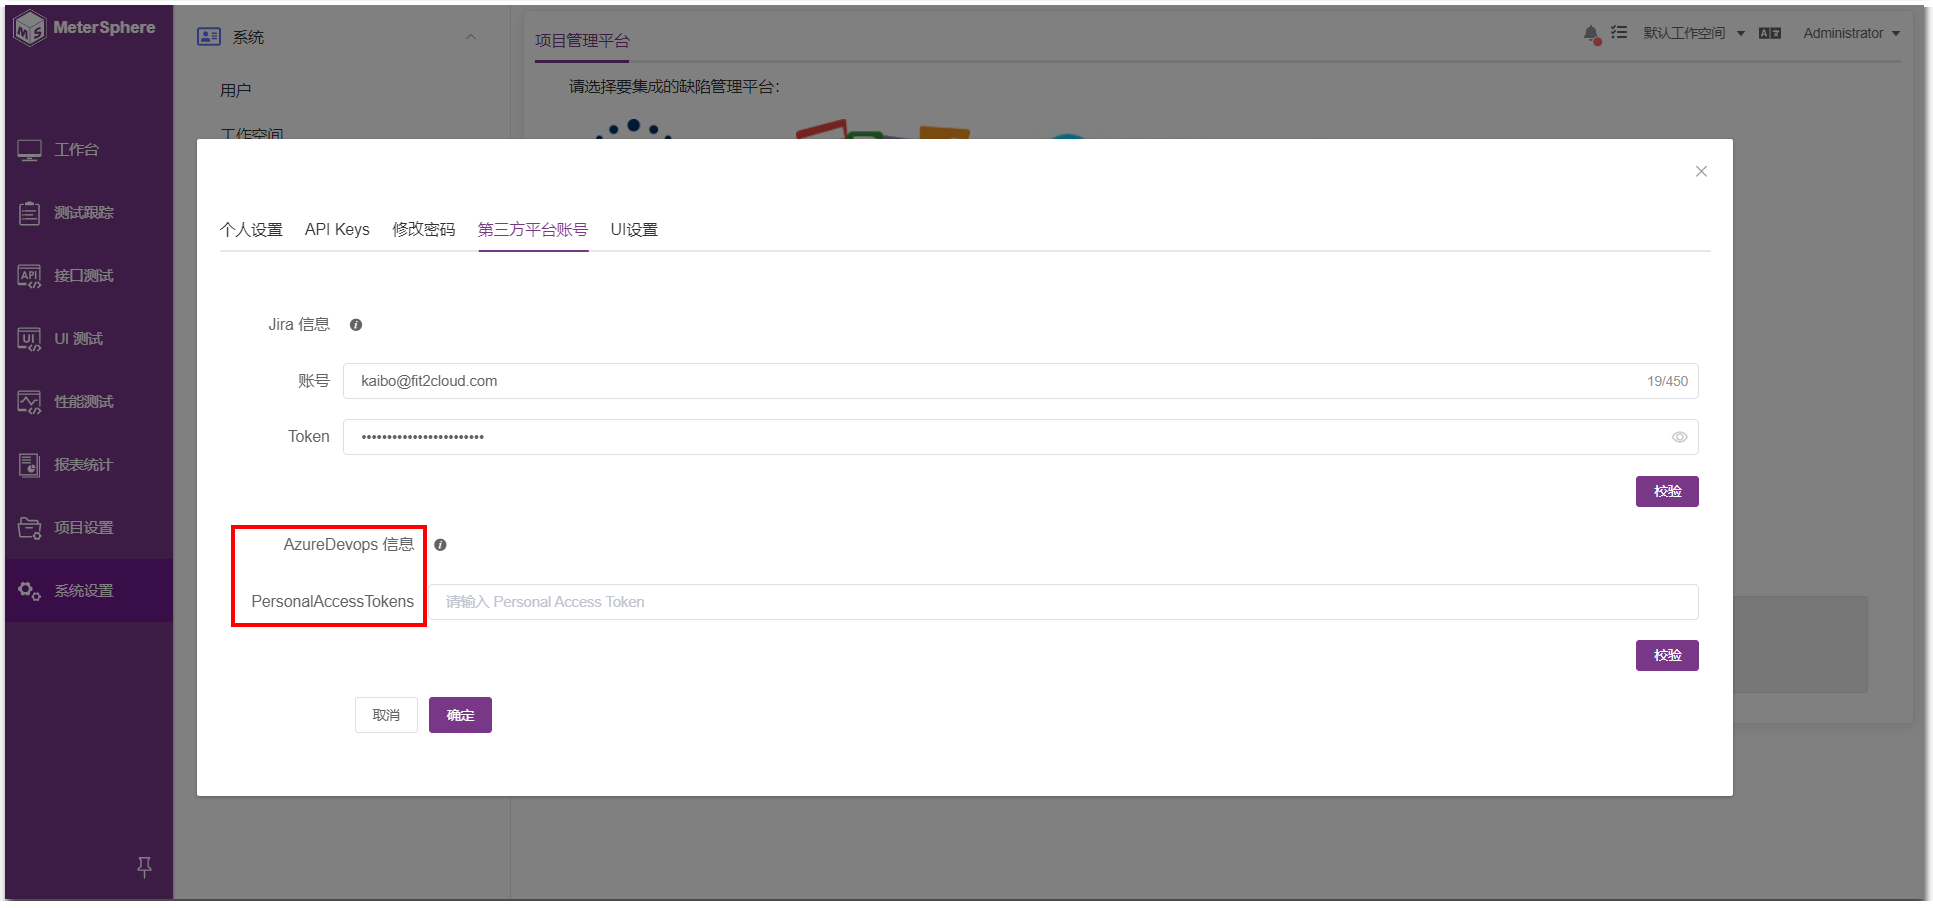 MeterSphere
系统
项目管理平台
默认工作空间
Administrator
用户
请选择要集成的缺陷管理平台:
工作空间
工作台
测试跟踪
接口测试
UI 测试
性能测试
报表统计
项目设置
系统设置
个人设置 API Keys 修改密码 第三方平台账号 UI设置
Jira 信息
账号 kaibo@fit2cloud.com 19/450
Token ••••••••••••••••••••••••
校验
AzureDevops 信息
PersonalAccessTokens 请输入 Personal Access Token
校验
取消 确定